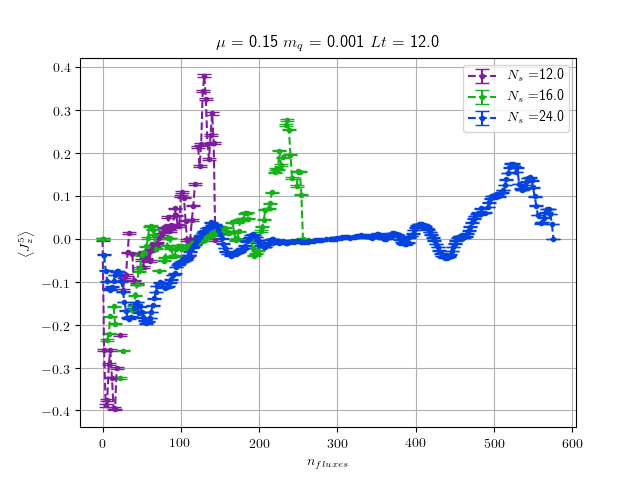 μ = 0.15 m_q = 0.001 Lt = 12.0
N_s =12.0
N_s =16.0
N_s =24.0
⟨J_z^5⟩
0.4
0.3
0.2
0.1
0.0
−0.1
−0.2
−0.3
−0.4
0 100 200 300 400 500 600
n_{fluxes}